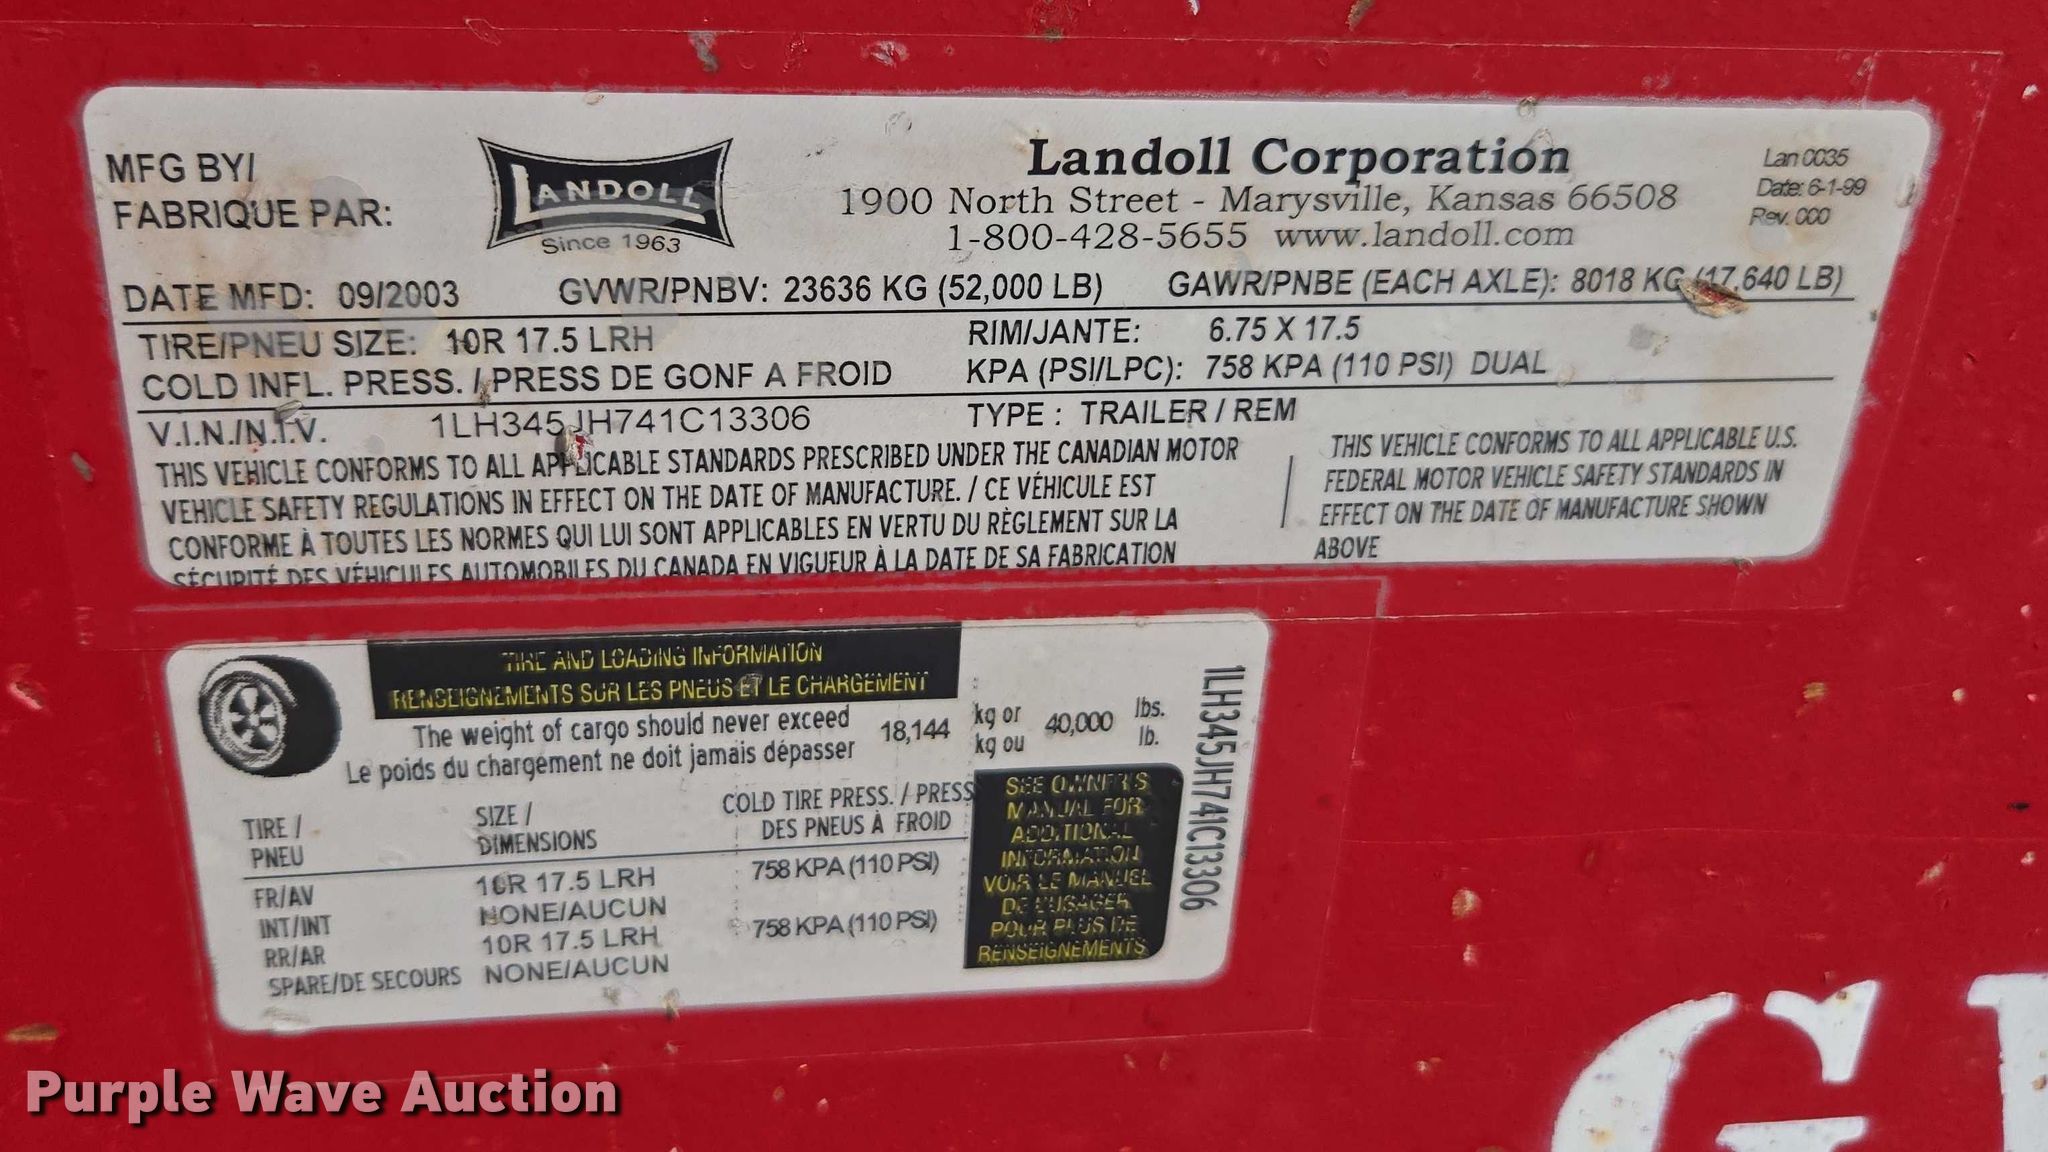 MFG BY/
FABRIQUE PAR:
LANDOLL
Since 1963
Landoll Corporation
1900 North Street - Marysville, Kansas 66508
1-800-428-5655 www.landoll.com
Lan 0035
Date: 6-1-99
Rev. 000
DATE MFD: 09/2003 GVWR/PNBV: 23636 KG (52,000 LB) GAWR/PNBE (EACH AXLE): 8018 KG (17,640 LB)
TIRE/PNEU SIZE: 10R 17.5 LRH RIM/JANTE: 6.75 X 17.5
COLD INFL. PRESS. / PRESS DE GONF A FROID KPA (PSI/LPC): 758 KPA (110 PSI) DUAL
V.I.N./N.I.V. 1LH345JH741C13306 TYPE : TRAILER / REM
THIS VEHICLE CONFORMS TO ALL APPLICABLE STANDARDS PRESCRIBED UNDER THE CANADIAN MOTOR
VEHICLE SAFETY REGULATIONS IN EFFECT ON THE DATE OF MANUFACTURE. / CE VÉHICULE EST
CONFORME À TOUTES LES NORMES QUI LUI SONT APPLICABLES EN VERTU DU RÈGLEMENT SUR LA
SÉCURITÉ DES VÉHICULES AUTOMOBILES DU CANADA EN VIGUEUR À LA DATE DE SA FABRICATION
THIS VEHICLE CONFORMS TO ALL APPLICABLE U.S.
FEDERAL MOTOR VEHICLE SAFETY STANDARDS IN
EFFECT ON THE DATE OF MANUFACTURE SHOWN
ABOVE
TIRE AND LOADING INFORMATION
RENSEIGNEMENTS SUR LES PNEUS ET LE CHARGEMENT
The weight of cargo should never exceed
Le poids du chargement ne doit jamais dépasser
18,144 kg or
kg ou
40,000 lbs.
lb.
TIRE /
PNEU
SIZE /
DIMENSIONS
COLD TIRE PRESS. / PRESS
DES PNEUS À FROID
FR/AV 10R 17.5 LRH 758 KPA (110 PSI)
INT/INT NONE/AUCUN
RR/AR 10R 17.5 LRH 758 KPA (110 PSI)
SPARE/DE SECOURS NONE/AUCUN
SEE OWNER'S
MANUAL FOR
ADDITIONAL
INFORMATION
VOIR LE MANUEL
DE L'USAGER
POUR PLUS DE
RENSEIGNEMENTS
1LH345JH741C13306
G
Purple Wave Auction